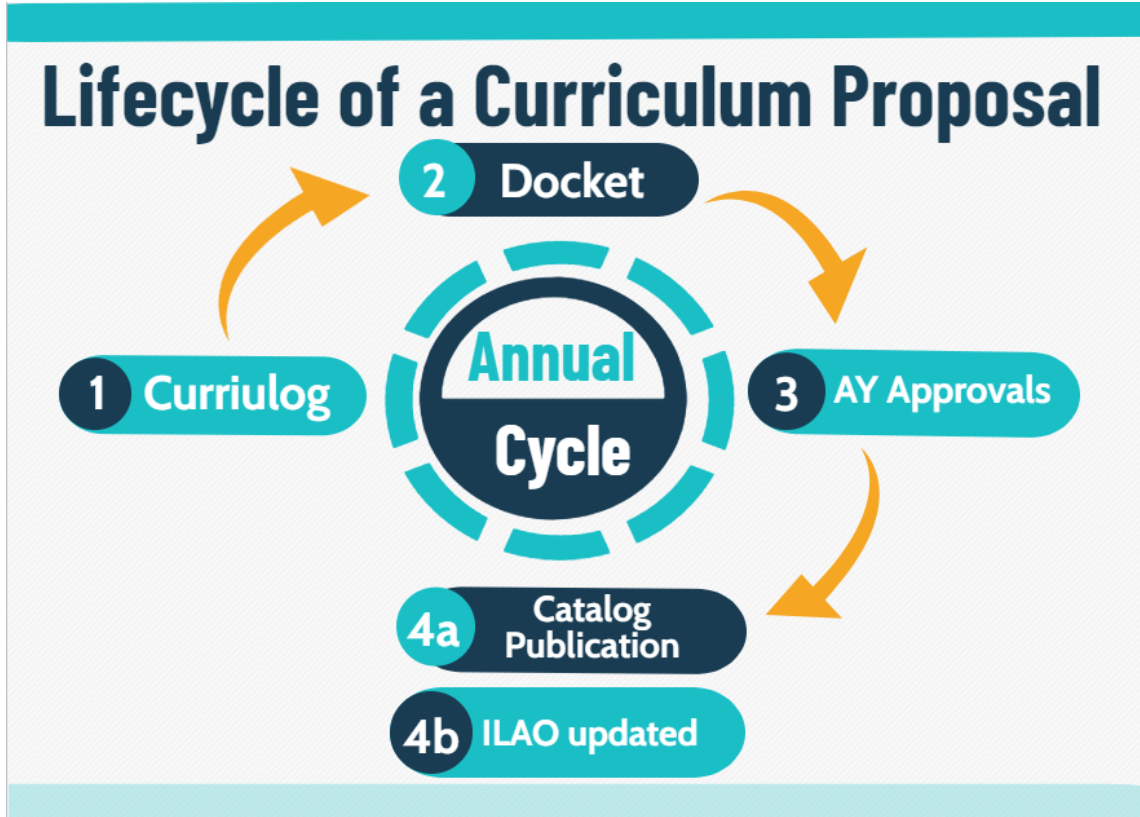 Lifecycle of a Curriculum Proposal
2 Docket
1 Curriulog
Annual
Cycle
3 AY Approvals
4a Catalog
Publication
4b ILAO updated